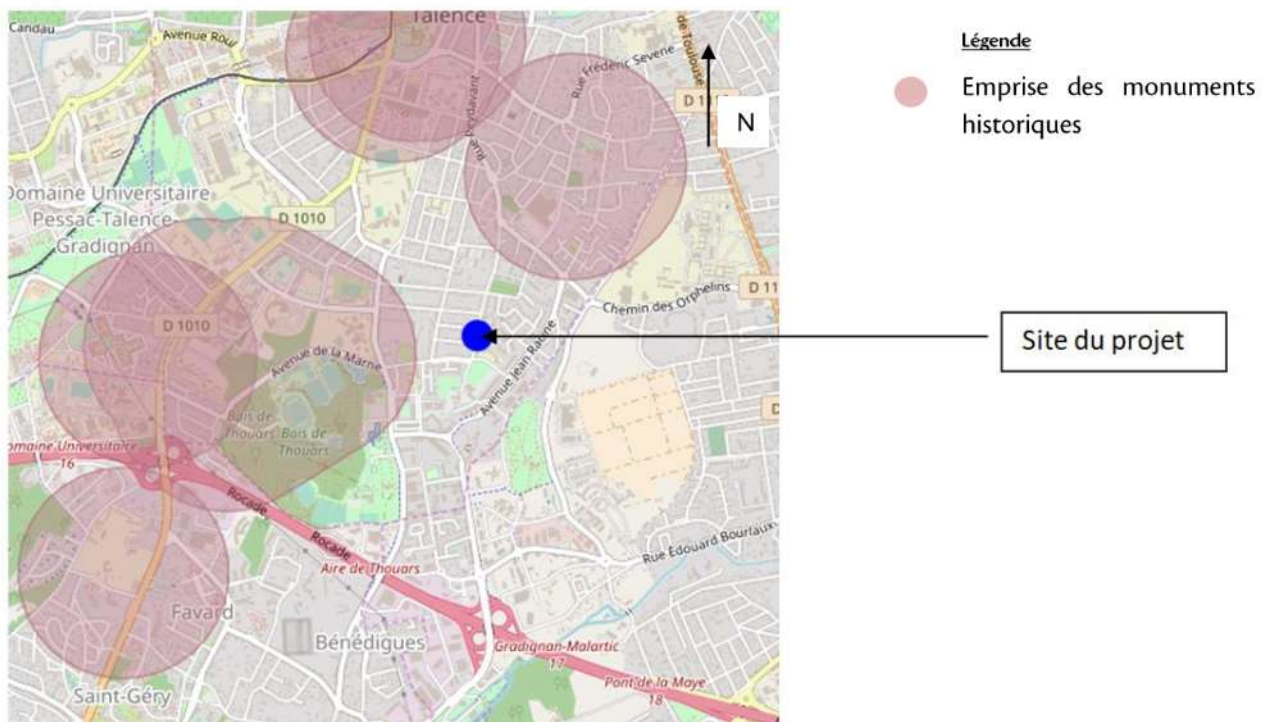 Candau
Talence
Avenue Roul
Rue Frédéric Sevene
de Toulouse
Rue Peydavant
D 1010
N
Domaine Universitaire
Pessac-Talence-
Gradignan
D 1010
Chemin des Orphelins
D 11
D 1010
Avenue de la Marne
Avenue Jean Racine
Bois de
Thouars
Bois de
Thouars
Domaine Universitaire
16
Rocade
Rocade
Rue Édouard Bourlaux
Aire de Thouars
Favard
Bénédigues
Gradignan-Malartic
17
Saint-Géry
Pont de la Maye
18
Légende
Emprise des monuments
historiques
Site du projet